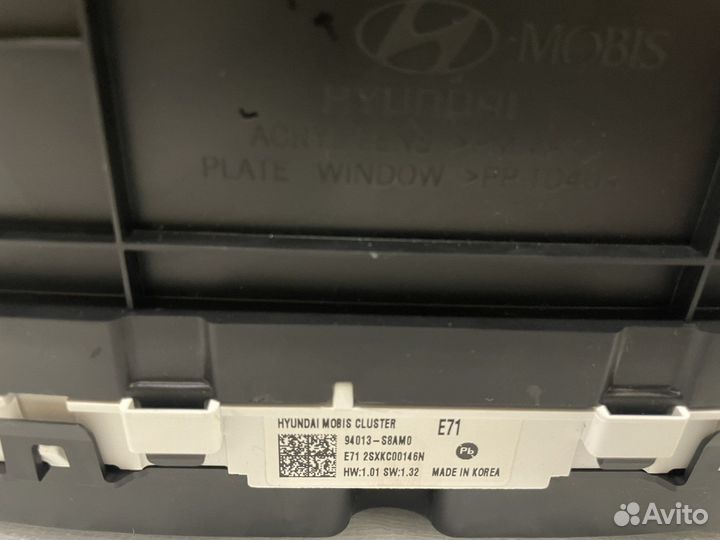 MOBIS
HYUNDAI
PLATE WINDOW
HYUNDAI MOBIS CLUSTER E71
94013-S8AM0
E71 2SXKC00146N Pb
HW:1.01 SW:1.32 MADE IN KOREA
Avito